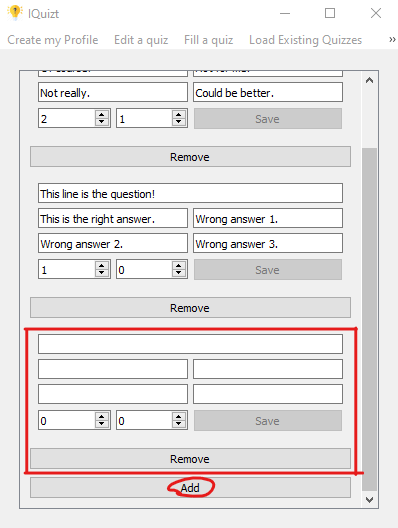 IQuizt
Create my Profile Edit a quiz Fill a quiz Load Existing Quizzes »
Not really. Could be better.
2 1 Save
Remove
This line is the question!
This is the right answer. Wrong answer 1.
Wrong answer 2. Wrong answer 3.
1 0 Save
Remove
0 0 Save
Remove
Add